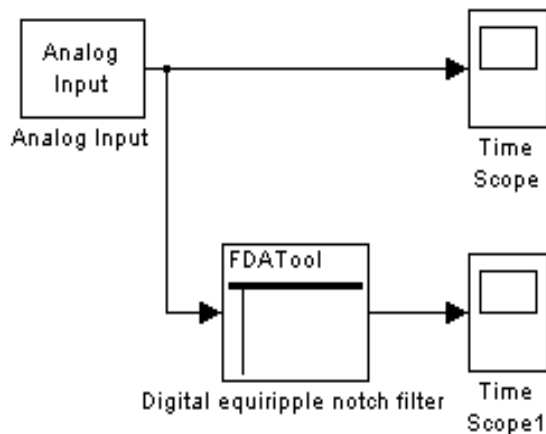 Analog
Input
Analog Input
Time
Scope
FDATool
Digital equiripple notch filter
Time
Scope1